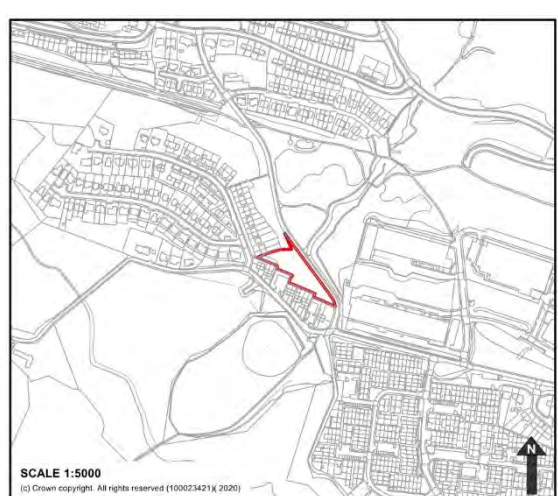 N
SCALE 1:5000
(c) Crown copyright. All rights reserved (100023421)( 2020)